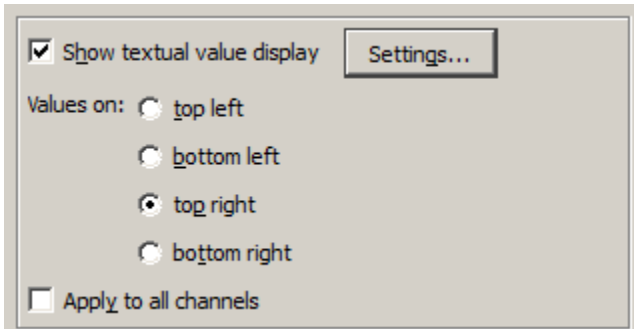 Show textual value display Settings...
Values on: top left
bottom left
top right
bottom right
Apply to all channels